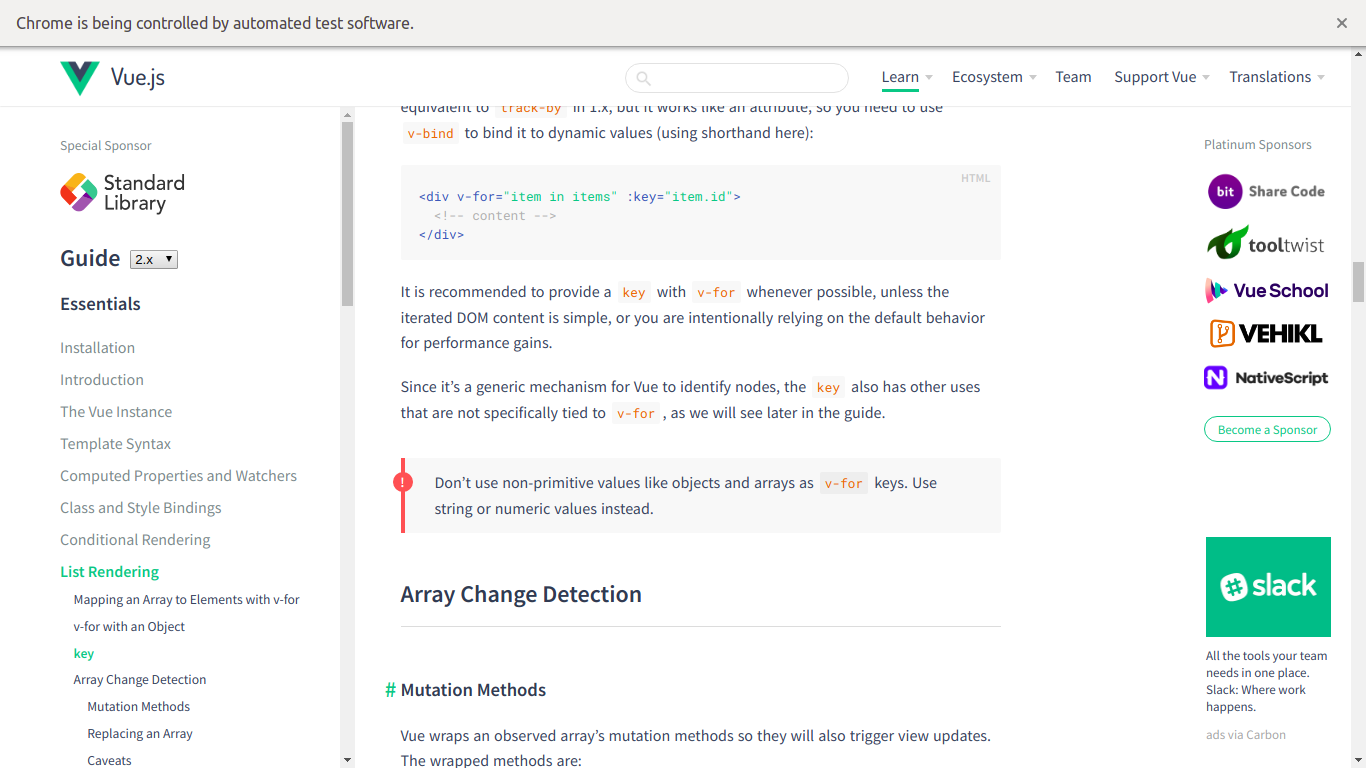 Chrome is being controlled by automated test software.
Vue.js
Learn
Ecosystem
Team
Support Vue
Translations
Special Sponsor
Standard
Library
Guide
2.x
Essentials
Installation
Introduction
The Vue Instance
Template Syntax
Computed Properties and Watchers
Class and Style Bindings
Conditional Rendering
List Rendering
Mapping an Array to Elements with v-for
v-for with an Object
key
Array Change Detection
Mutation Methods
Replacing an Array
Caveats
equivalent to track-by in 1.x, but it works like an attribute, so you need to use
v-bind to bind it to dynamic values (using shorthand here):
HTML
<div v-for="item in items" :key="item.id">
<!-- content -->
</div>
It is recommended to provide a key with v-for whenever possible, unless the
iterated DOM content is simple, or you are intentionally relying on the default behavior
for performance gains.
Since it’s a generic mechanism for Vue to identify nodes, the key also has other uses
that are not specifically tied to v-for , as we will see later in the guide.
!
Don’t use non-primitive values like objects and arrays as v-for keys. Use
string or numeric values instead.
Array Change Detection
# Mutation Methods
Vue wraps an observed array’s mutation methods so they will also trigger view updates.
The wrapped methods are:
Platinum Sponsors
bit Share Code
tooltwist
Vue School
VEHIKL
NativeScript
Become a Sponsor
slack
All the tools your team
needs in one place.
Slack: Where work
happens.
ads via Carbon